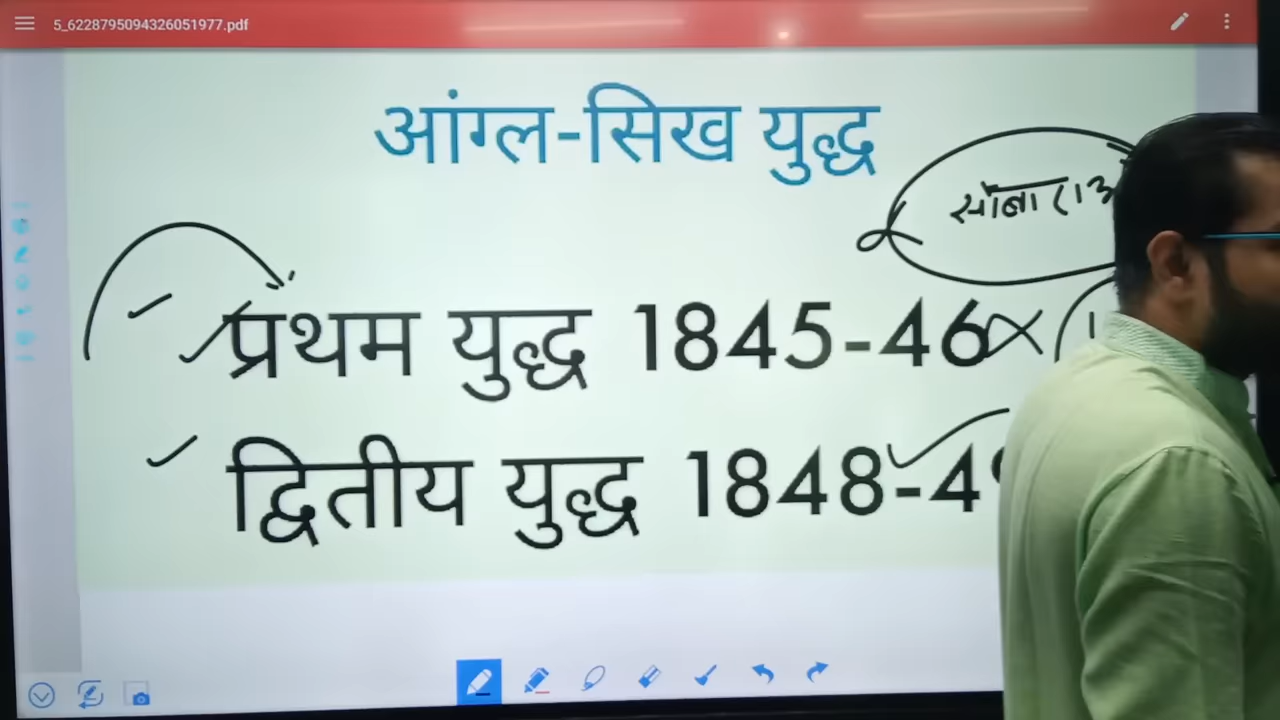 5_6228795094326051977.pdf
आंग्ल-सिख युद्ध
प्रथम युद्ध 1845-46
द्वितीय युद्ध 1848-4